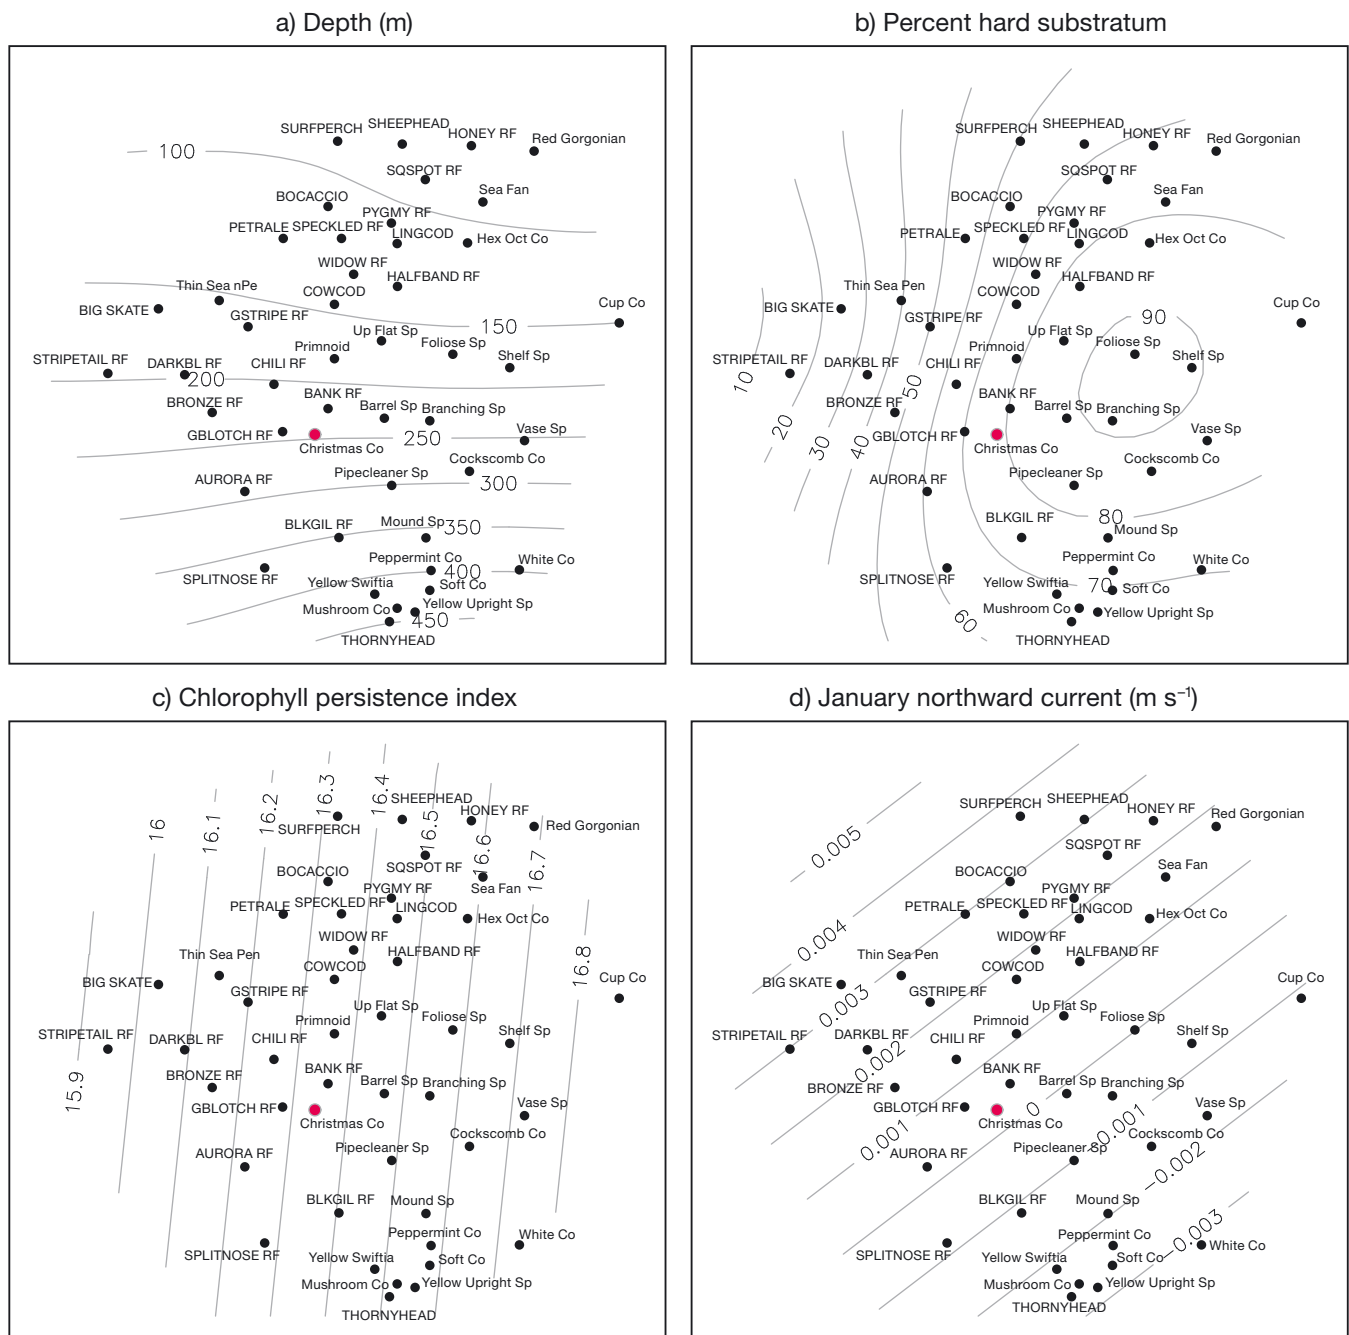 a) Depth (m)
SURFPERCH
SHEEPHEAD
HONEY RF
Red Gorgonian
100
SQSPOT RF
Sea Fan
BOCACCIO
PYGMY RF
PETRALE
SPECKLED RF
LINGCOD
Hex Oct Co
WIDOW RF
HALFBAND RF
Thin Sea nPe
COWCOD
BIG SKATE
GSTRIPE RF
Cup Co
150
Up Flat Sp
Primnoid
Foliose Sp
STRIPETAIL RF
DARKBL RF
CHILI RF
Shelf Sp
200
BRONZE RF
BANK RF
Barrel Sp
Branching Sp
GBLOTCH RF
250
Vase Sp
Christmas Co
Cockscomb Co
AURORA RF
Pipecleaner Sp
300
BLKGIL RF
Mound Sp
350
Peppermint Co
White Co
400
SPLITNOSE RF
Yellow Swiftia
Soft Co
Mushroom Co
Yellow Upright Sp
450
THORNYHEAD
b) Percent hard substratum
SURFPERCH
SHEEPHEAD
HONEY RF
Red Gorgonian
SQSPOT RF
Sea Fan
BOCACCIO
PYGMY RF
PETRALE
SPECKLED RF
LINGCOD
Hex Oct Co
WIDOW RF
HALFBAND RF
Thin Sea Pen
COWCOD
BIG SKATE
GSTRIPE RF
Cup Co
90
Up Flat Sp
Primnoid
Foliose Sp
STRIPETAIL RF
DARKBL RF
CHILI RF
Shelf Sp
10
50
BRONZE RF
BANK RF
Barrel Sp
Branching Sp
20
30
40
GBLOTCH RF
Vase Sp
Christmas Co
Cockscomb Co
AURORA RF
Pipecleaner Sp
BLKGIL RF
80
Mound Sp
Peppermint Co
White Co
SPLITNOSE RF
Yellow Swiftia
70
Soft Co
Mushroom Co
Yellow Upright Sp
60
THORNYHEAD
c) Chlorophyll persistence index
16
16.1
16.2
16.3
16.4
SHEEPHEAD
HONEY RF
SURFPERCH
16.5
Red Gorgonian
16.6
16.7
SQSPOT RF
BOCACCIO
Sea Fan
PYGMY RF
PETRALE
SPECKLED RF
LINGCOD
Hex Oct Co
WIDOW RF
HALFBAND RF
Thin Sea Pen
COWCOD
16.8
BIG SKATE
GSTRIPE RF
Cup Co
Up Flat Sp
Primnoid
Foliose Sp
STRIPETAIL RF
DARKBL RF
CHILI RF
Shelf Sp
15.9
BRONZE RF
BANK RF
Barrel Sp
Branching Sp
GBLOTCH RF
Vase Sp
Christmas Co
Cockscomb Co
AURORA RF
Pipecleaner Sp
BLKGIL RF
Mound Sp
Peppermint Co
White Co
SPLITNOSE RF
Yellow Swiftia
Soft Co
Mushroom Co
Yellow Upright Sp
THORNYHEAD
d) January northward current (m s⁻¹)
SURFPERCH
SHEEPHEAD
HONEY RF
Red Gorgonian
0.005
SQSPOT RF
Sea Fan
BOCACCIO
PYGMY RF
PETRALE
SPECKLED RF
LINGCOD
Hex Oct Co
0.004
WIDOW RF
HALFBAND RF
Thin Sea Pen
COWCOD
BIG SKATE
GSTRIPE RF
Cup Co
0.003
Up Flat Sp
Primnoid
Foliose Sp
STRIPETAIL RF
DARKBL RF
CHILI RF
Shelf Sp
0.002
BRONZE RF
BANK RF
Barrel Sp
Branching Sp
GBLOTCH RF
0
Vase Sp
Christmas Co
−0.001
Cockscomb Co
0.001
AURORA RF
Pipecleaner Sp
−0.002
BLKGIL RF
Mound Sp
−0.003
Peppermint Co
White Co
SPLITNOSE RF
Yellow Swiftia
Soft Co
Mushroom Co
Yellow Upright Sp
THORNYHEAD